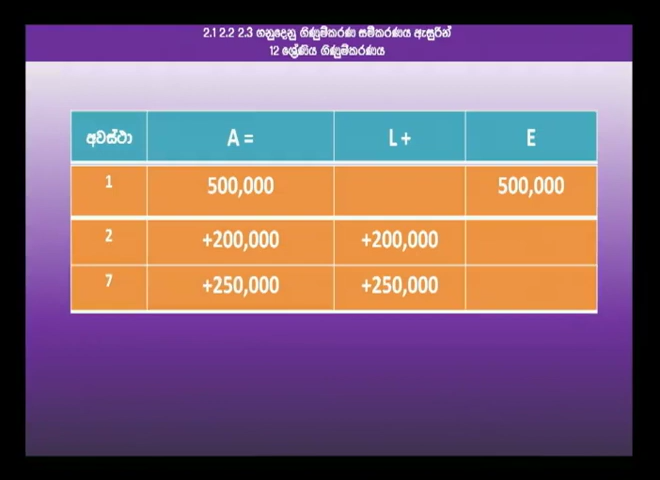 2.1 2.2 2.3 ගනුදෙනු ගිණුම්කරණ සමීකරණය ඇසුරින්
12 ශ්‍රේණිය ගිණුම්කරණය
අවස්ථා A = L + E
1 500,000 500,000
2 +200,000 +200,000
7 +250,000 +250,000